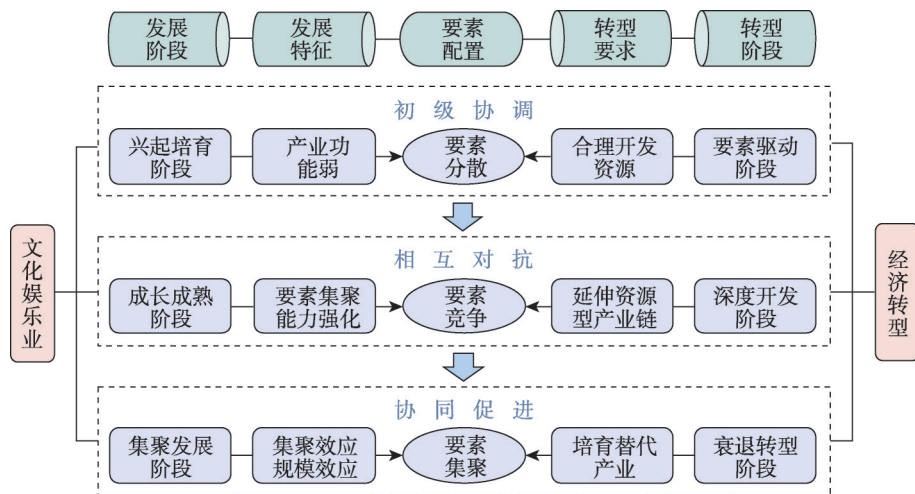 发展
阶段
发展
特征
要素
配置
转型
要求
转型
阶段
初级协调
兴起培育
阶段
产业功
能弱
要素
分散
合理开发
资源
要素驱动
阶段
文化娱乐业
相互对抗
成长成熟
阶段
要素集聚
能力强化
要素
竞争
延伸资源
型产业链
深度开发
阶段
经济转型
协同促进
集聚发展
阶段
集聚效应
规模效应
要素
集聚
培育替代
产业
衰退转型
阶段